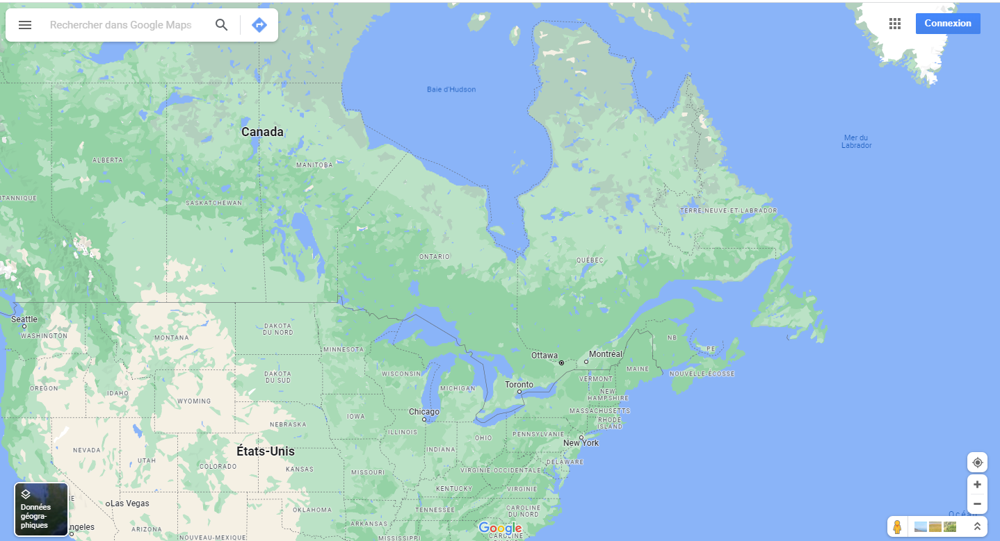 Rechercher dans Google Maps
Connexion
Baie d'Hudson
Canada
Mer du
Labrador
ALBERTA
MANITOBA
ITANNIQUE
SASKATCHEWAN
TERRE-NEUVE-ET-LABRADOR
ONTARIO
QUÉBEC
Seattle
WASHINGTON
DAKOTA
DU NORD
MONTANA
MINNESOTA
NB
PE
Ottawa
Montréal
MAINE
NOUVELLE-ÉCOSSE
WISCONSIN
DAKOTA
DU SUD
VERMONT
OREGON
IDAHO
MICHIGAN
Toronto
NEW
HAMPSHIRE
WYOMING
Chicago
MASSACHUSETTS
IOWA
RHODE
ISLAND
NEBRASKA
ILLINOIS
OHIO
PENNSYLVANIE
New York
NEVADA
États-Unis
INDIANA
UTAH
COLORADO
KANSAS
DELAWARE
MISSOURI
VIRGINIE-OCCIDENTALE
KENTUCKY
VIRGINIE
Las Vegas
Données
géogra-
phiques
IE
OKLAHOMA
TENNESSEE
CAROLINE
DU NORD
Océan
ngeles
ARIZONA
ARKANSAS
Google
NOUVEAU-MEXIQUE
MISSISSIPPI
CAROLINE